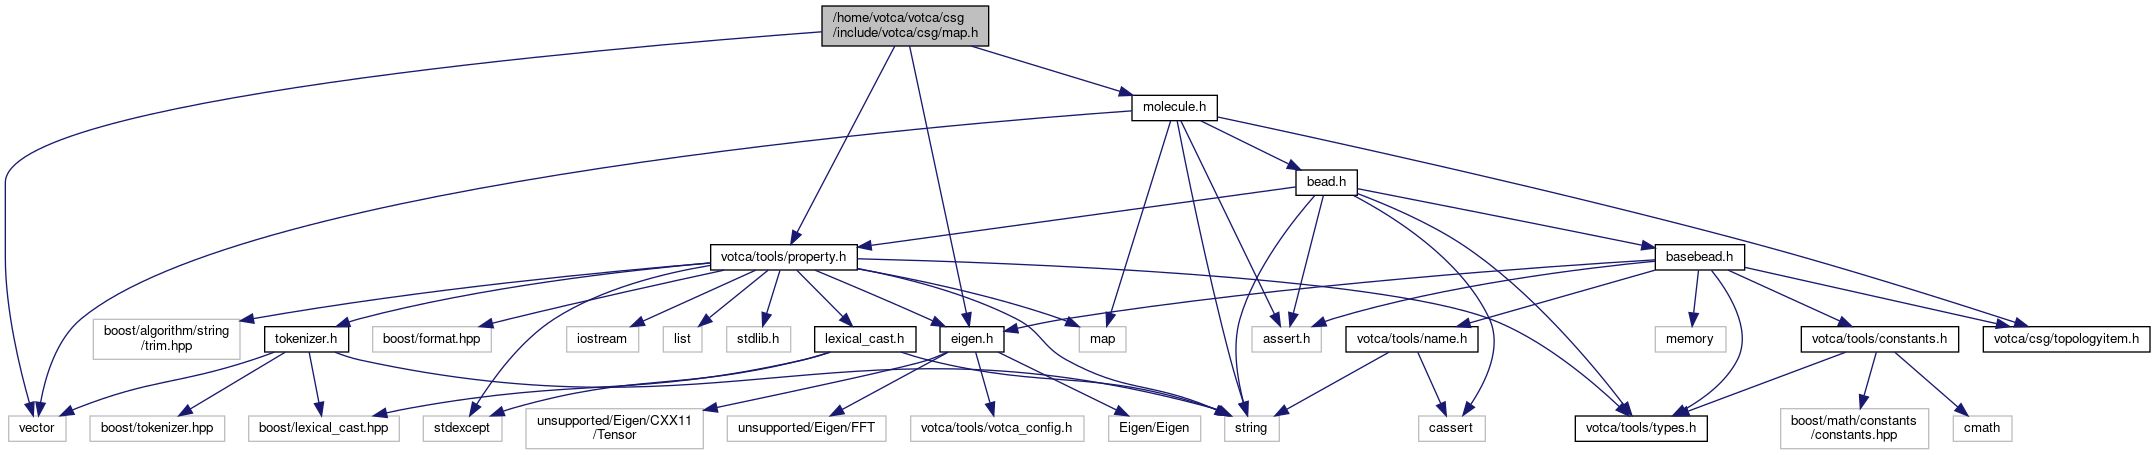 /home/votca/votca/csg
/include/votca/csg/map.h
molecule.h
bead.h
votca/tools/property.h
basebead.h
boost/algorithm/string
/trim.hpp
tokenizer.h
boost/format.hpp
iostream
list
stdlib.h
lexical_cast.h
eigen.h
map
assert.h
votca/tools/name.h
memory
votca/tools/constants.h
votca/csg/topologyitem.h
vector
boost/tokenizer.hpp
boost/lexical_cast.hpp
stdexcept
unsupported/Eigen/CXX11
/Tensor
unsupported/Eigen/FFT
votca/tools/votca_config.h
Eigen/Eigen
string
cassert
votca/tools/types.h
boost/math/constants
/constants.hpp
cmath